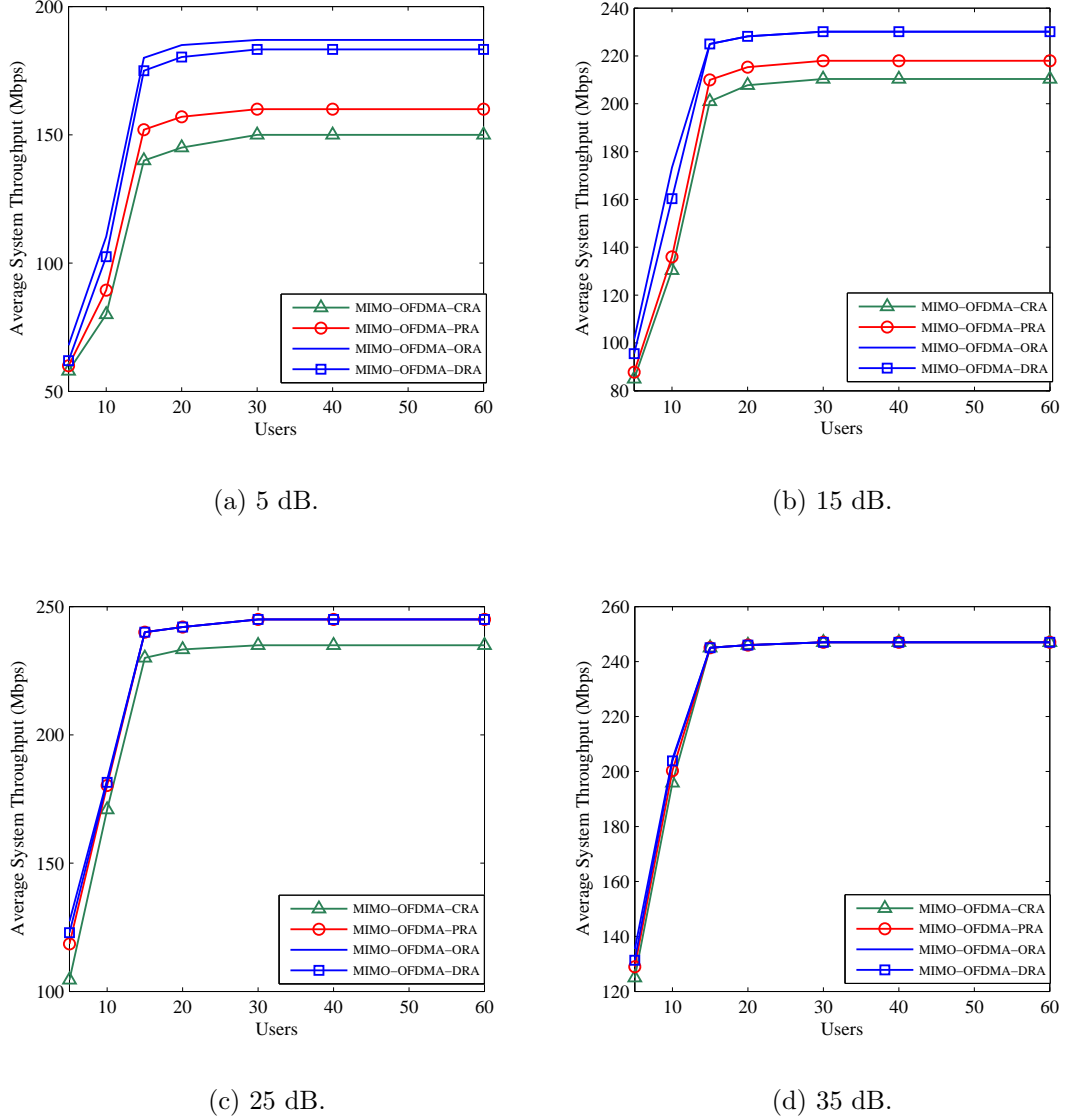 200
150
100
50
10
20
30
40
50
60
Average System Throughput (Mbps)
Users
MIMO–OFDMA–CRA
MIMO–OFDMA–PRA
MIMO–OFDMA–ORA
MIMO–OFDMA–DRA
(a) 5 dB.
240
220
200
180
160
140
120
100
80
10
20
30
40
50
60
Average System Throughput (Mbps)
Users
MIMO–OFDMA–CRA
MIMO–OFDMA–PRA
MIMO–OFDMA–ORA
MIMO–OFDMA–DRA
(b) 15 dB.
250
200
150
100
10
20
30
40
50
60
Average System Throughput (Mbps)
Users
MIMO–OFDMA–CRA
MIMO–OFDMA–PRA
MIMO–OFDMA–ORA
MIMO–OFDMA–DRA
(c) 25 dB.
260
240
220
200
180
160
140
120
10
20
30
40
50
60
Average System Throughput (Mbps)
Users
MIMO–OFDMA–CRA
MIMO–OFDMA–PRA
MIMO–OFDMA–ORA
MIMO–OFDMA–DRA
(d) 35 dB.